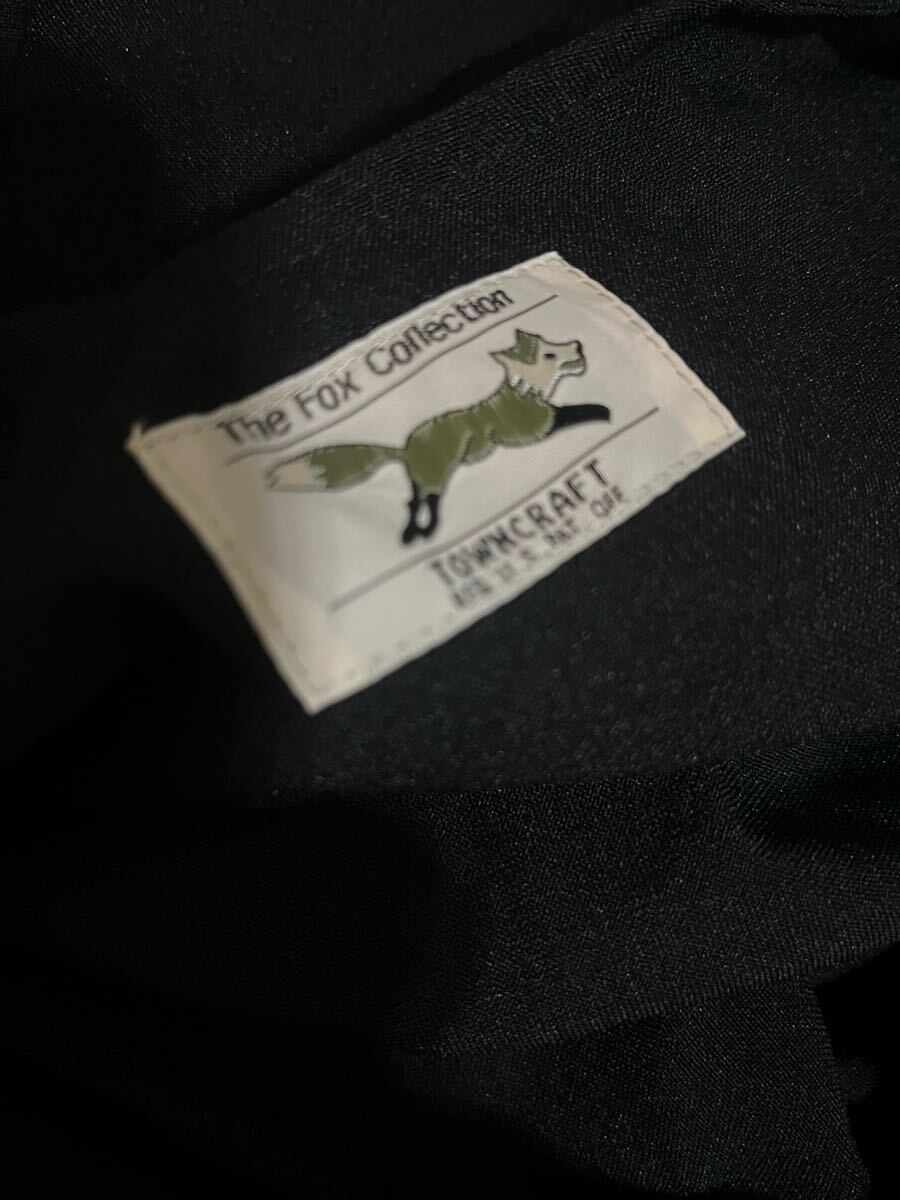 The Fox Collection
TOWNCRAFT
REG. U. S. PAT. OFF